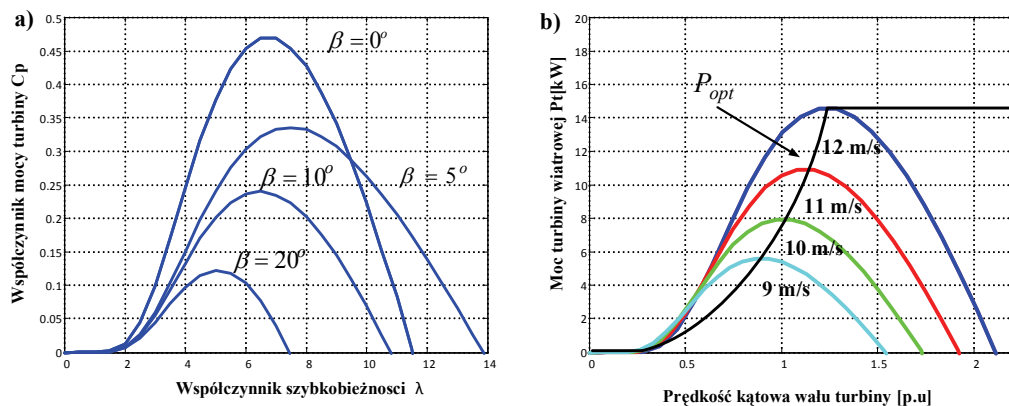 a)
0.5
0.45
0.4
0.35
0.3
0.25
0.2
0.15
0.1
0.05
0
0 2 4 6 8 10 12 14
Współczynnik mocy turbiny Cp
Współczynnik szybkobieżnosci λ
β = 0°
β = 5°
β = 10°
β = 20°
b)
20
18
16
14
12
10
8
6
4
2
0
0 0.5 1 1.5 2
Moc turbiny wiatrowej Pt[kW]
Prędkość kątowa wału turbiny [p.u]
Popt
12 m/s
11 m/s
10 m/s
9 m/s